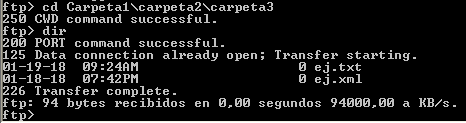 ftp> cd Carpeta1\carpeta2\carpeta3
250 CWD command successful.
ftp> dir
200 PORT command successful.
125 Data connection already open; Transfer starting.
01-19-18  09:24AM                    0 ej.txt
01-18-18  07:42PM                    0 ej.xml
226 Transfer complete.
ftp: 94 bytes recibidos en 0,00 segundos 94000,00 a KB/s.
ftp>